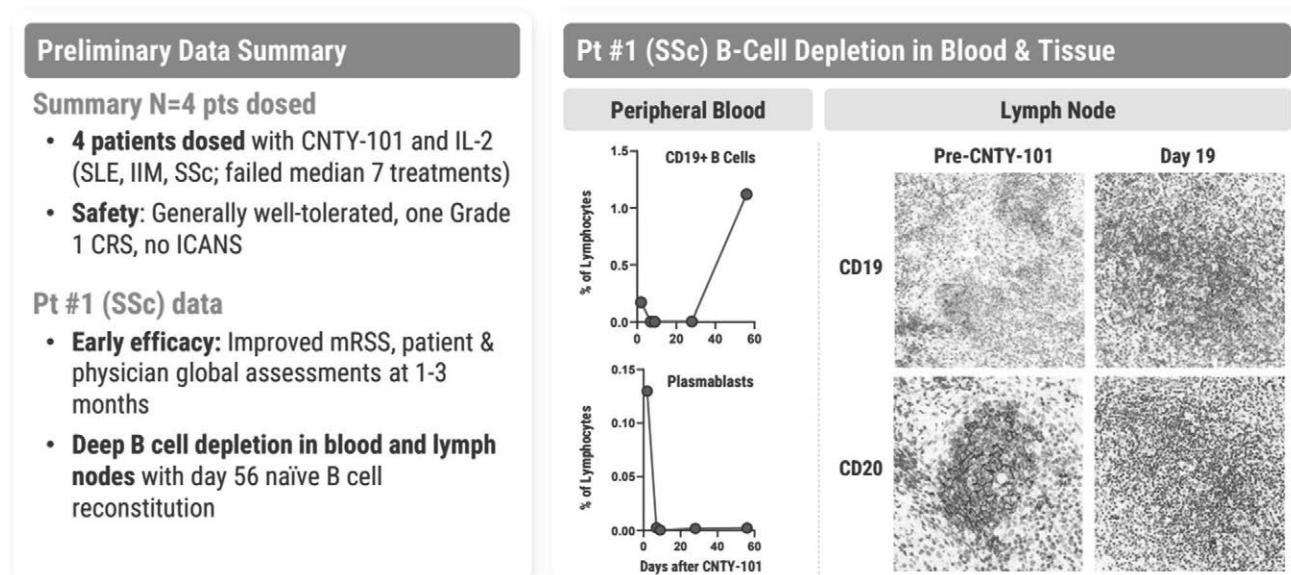 Preliminary Data Summary
Summary N=4 pts dosed
• 4 patients dosed with CNTY-101 and IL-2
(SLE, IIM, SSc; failed median 7 treatments)
• Safety: Generally well-tolerated, one Grade
1 CRS, no ICANS
Pt #1 (SSc) data
• Early efficacy: Improved mRSS, patient &
physician global assessments at 1-3
months
• Deep B cell depletion in blood and lymph
nodes with day 56 naïve B cell
reconstitution
Pt #1 (SSc) B-Cell Depletion in Blood & Tissue
Peripheral Blood
CD19+ B Cells
% of Lymphocytes
1.5
1.0
0.5
0.0
0 20 40 60
Plasmablasts
% of Lymphocytes
0.15
0.10
0.05
0.00
0 20 40 60
Days after CNTY-101
Lymph Node
Pre-CNTY-101 Day 19
CD19
CD20